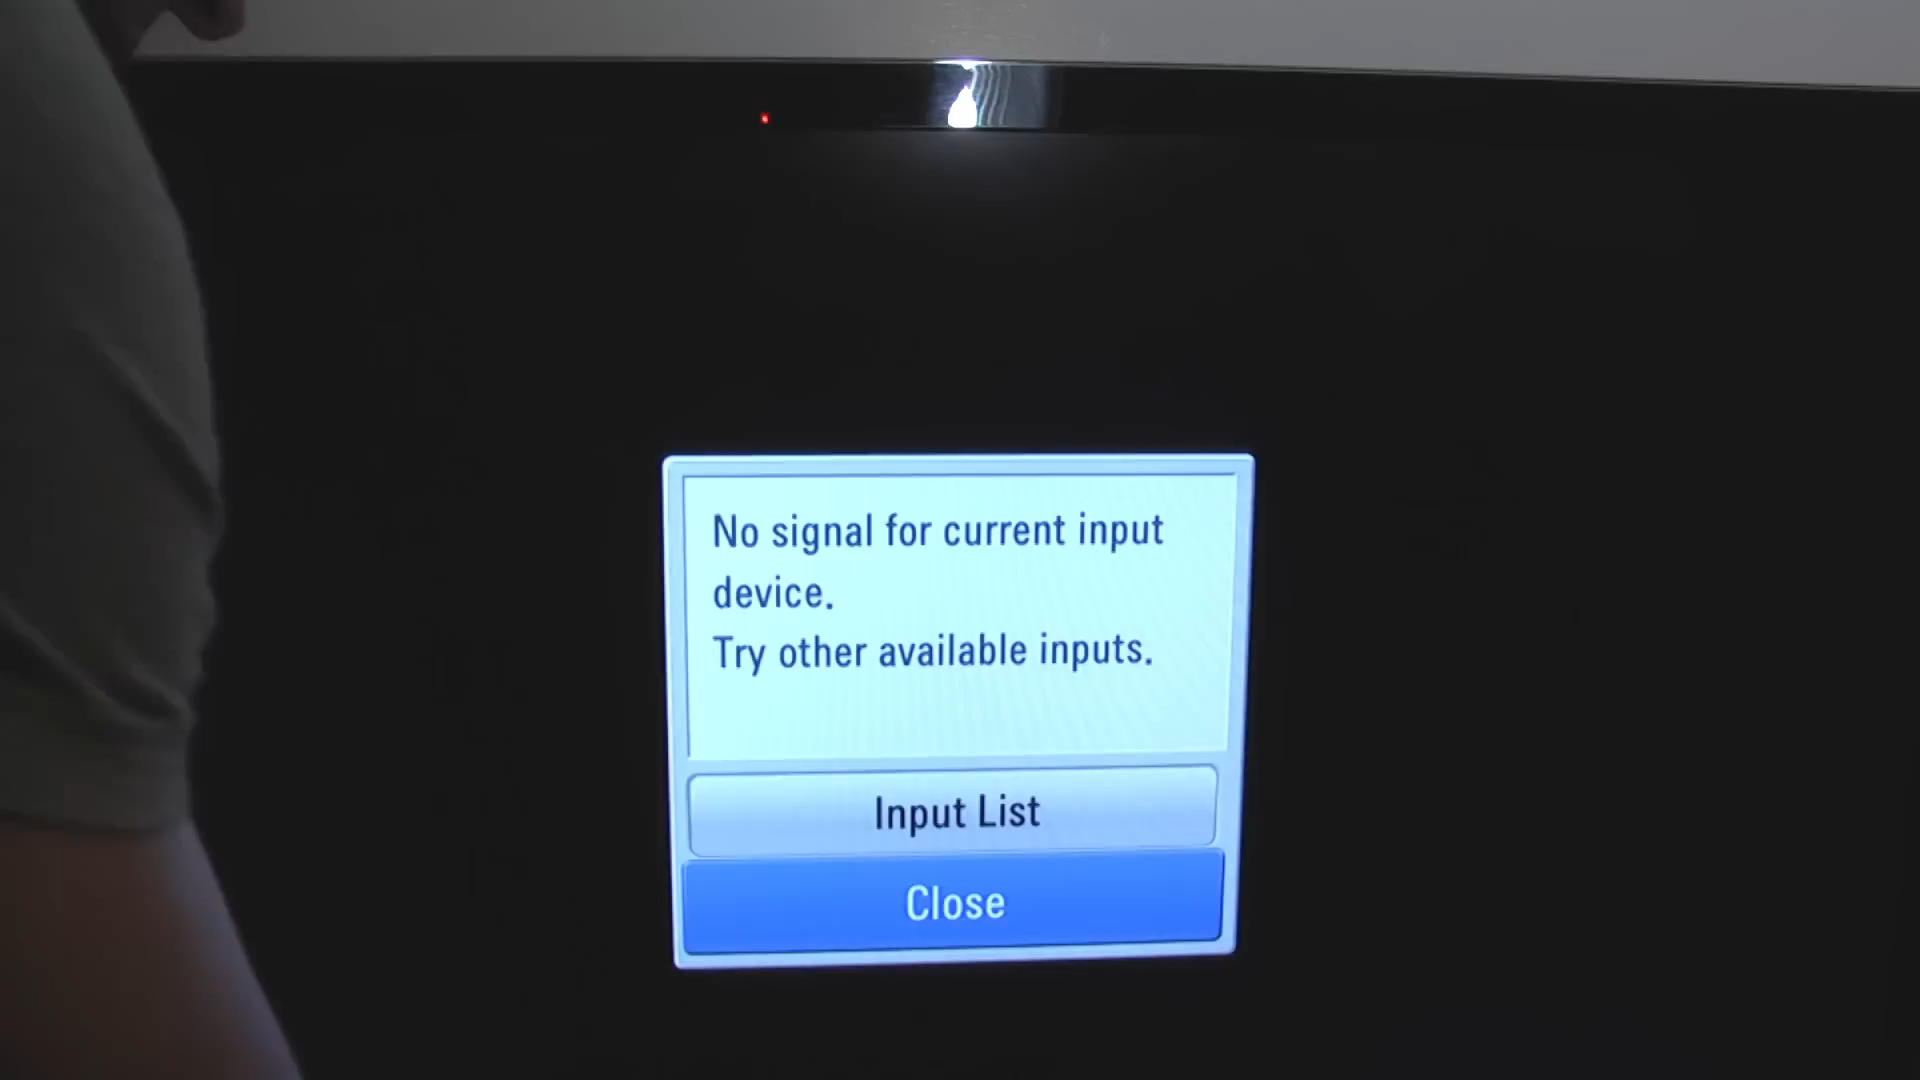 No signal for current input
device.
Try other available inputs.
Input List
Close